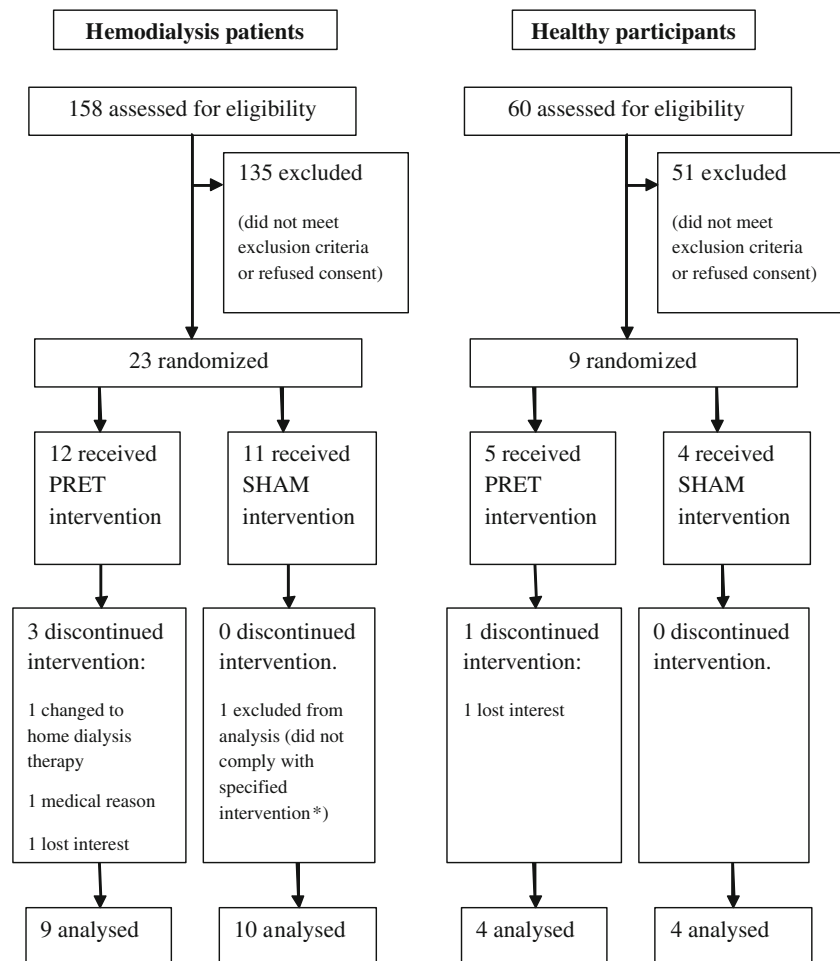 Hemodialysis patients
158 assessed for eligibility
135 excluded
(did not meet
exclusion criteria
or refused consent)
23 randomized
12 received
PRET
intervention
11 received
SHAM
intervention
3 discontinued
intervention:
1 changed to
home dialysis
therapy
1 medical reason
1 lost interest
0 discontinued
intervention.
1 excluded from
analysis (did not
comply with
specified
intervention*)
9 analysed
10 analysed
Healthy participants
60 assessed for eligibility
51 excluded
(did not meet
exclusion criteria
or refused consent)
9 randomized
5 received
PRET
intervention
4 received
SHAM
intervention
1 discontinued
intervention:
1 lost interest
0 discontinued
intervention.
4 analysed
4 analysed